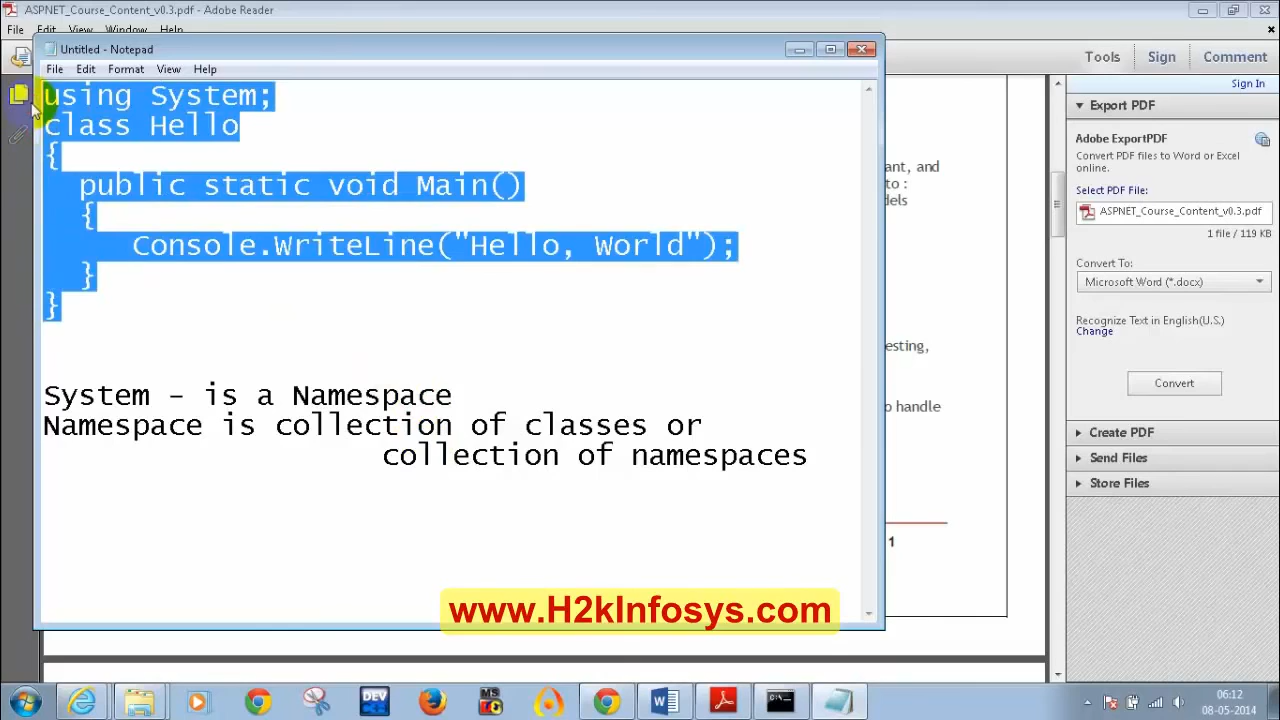 ASPNET_Course_Content_v0.3.pdf - Adobe Reader
File Edit View Window Help
Tools Sign Comment
Untitled - Notepad
File Edit Format View Help
using System;
class Hello
{
public static void Main()
{
Console.WriteLine("Hello, World");
}
}
System - is a Namespace
Namespace is collection of classes or
collection of namespaces
ant, and
to :
dels
esting,
o handle
1
Sign In
Export PDF
Adobe ExportPDF
Convert PDF files to Word or Excel
online.
Select PDF File:
ASPNET_Course_Content_v0.3.pdf
1 file / 119 KB
Convert To:
Microsoft Word (*.docx)
Recognize Text in English(U.S.)
Change
Convert
Create PDF
Send Files
Store Files
www.H2kInfosys.com
DEV
MS
06:12
08-05-2014